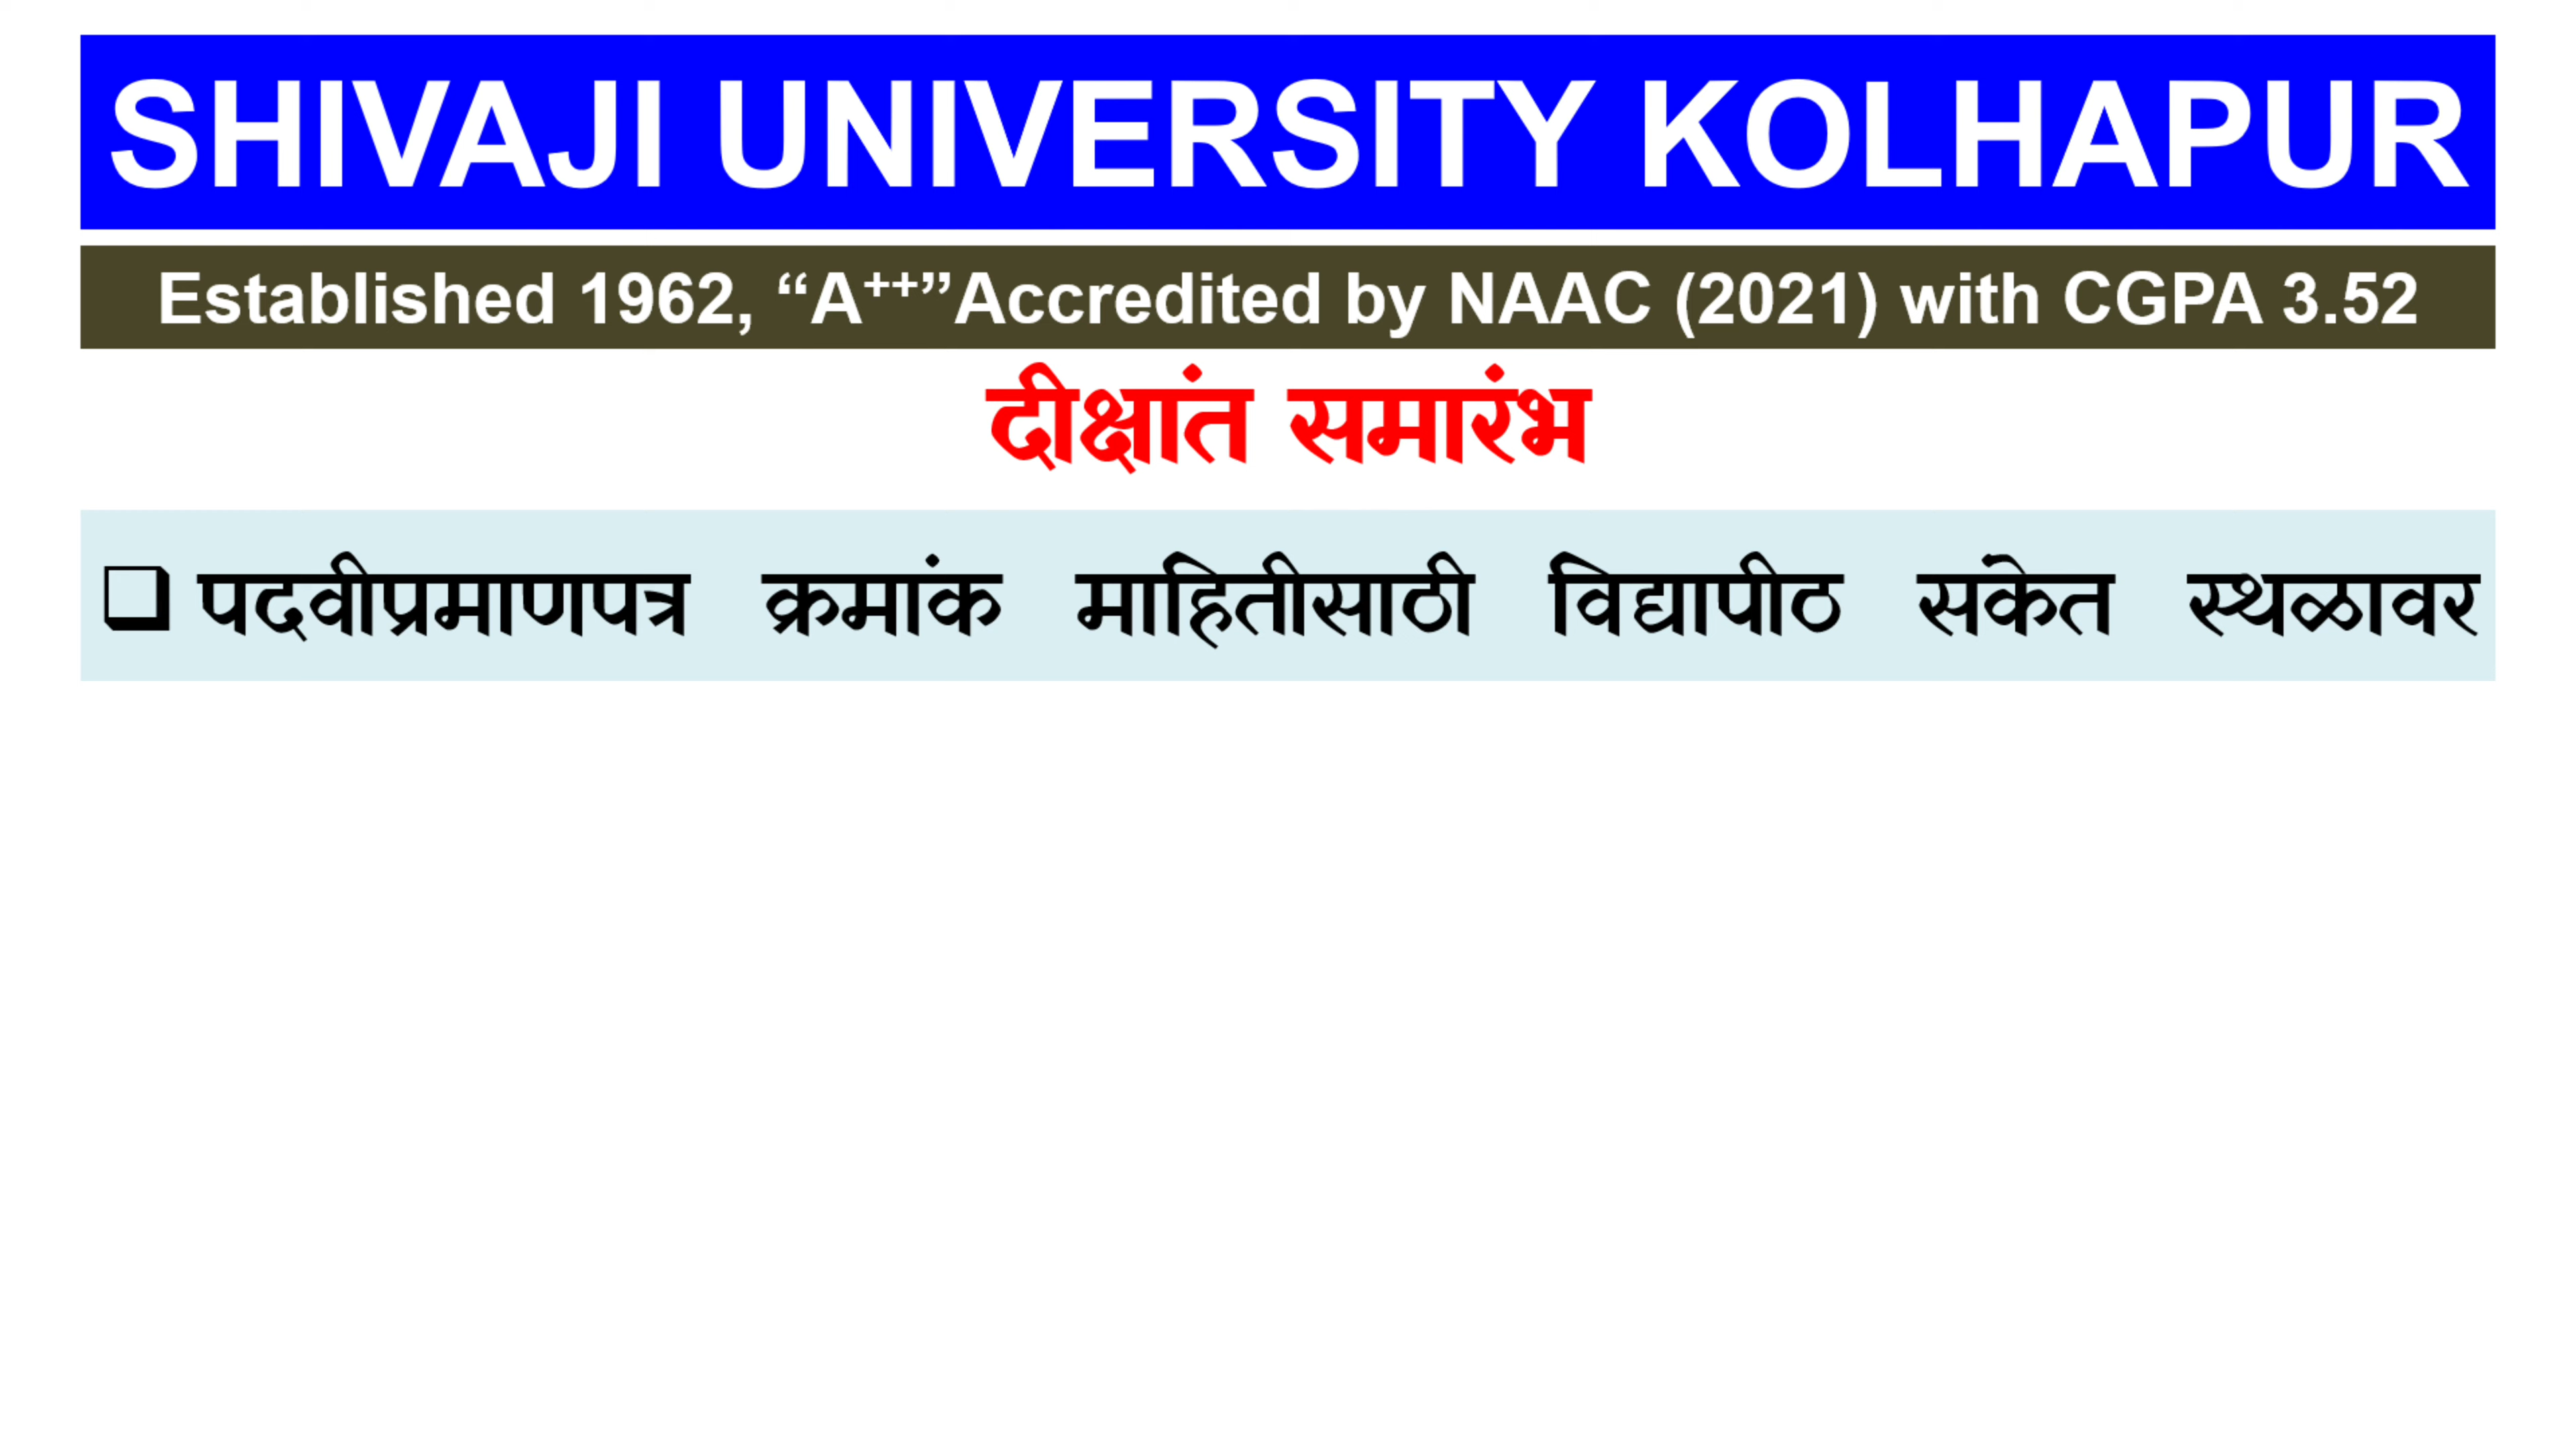 SHIVAJI UNIVERSITY KOLHAPUR
Established 1962, “A++”Accredited by NAAC (2021) with CGPA 3.52
दीक्षांत समारंभ
❑ पदवीप्रमाणपत्र क्रमांक माहितीसाठी विद्यापीठ संकेत स्थळावर